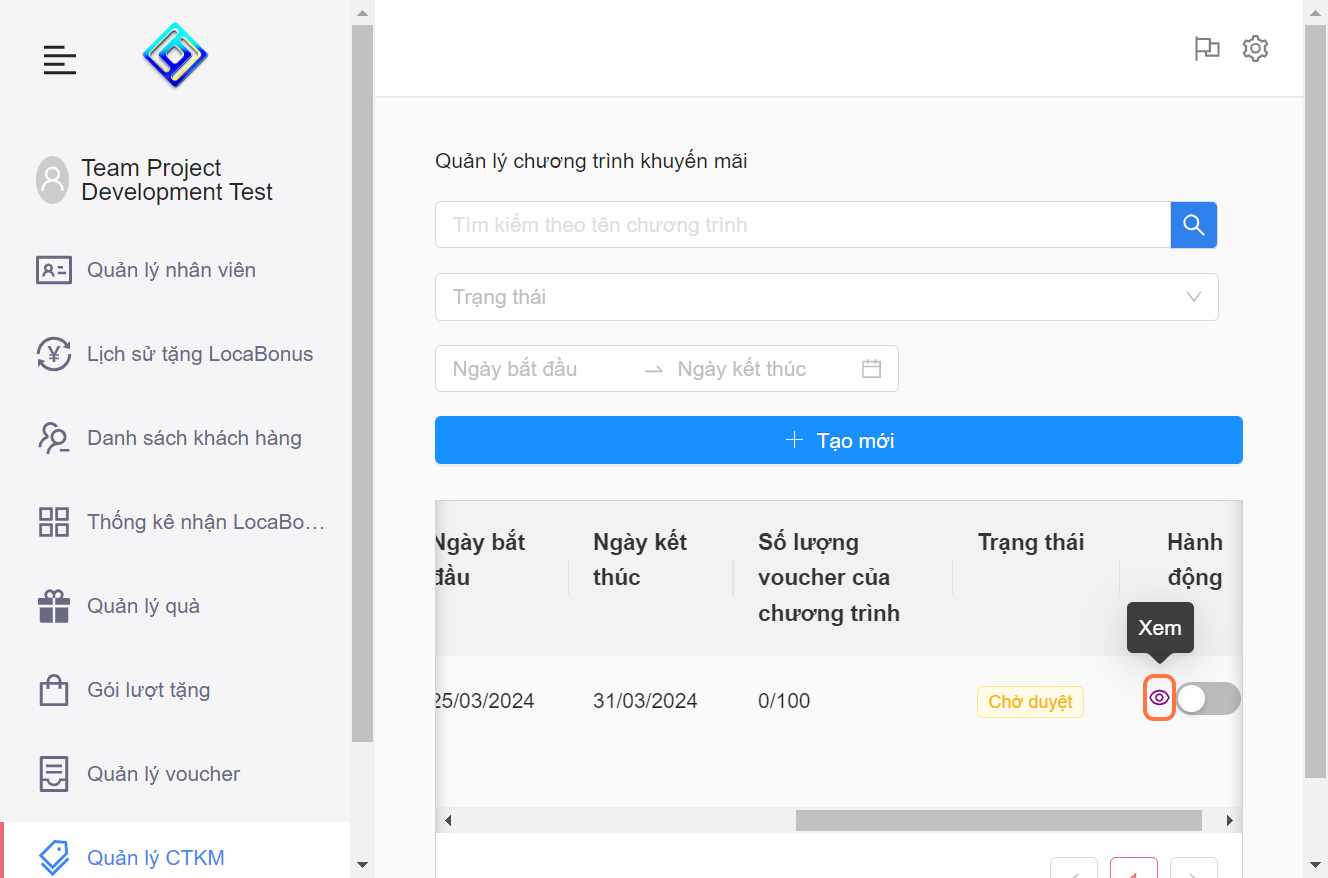 Team Project
Development Test
Quản lý nhân viên
Lịch sử tặng LocaBonus
Danh sách khách hàng
Thống kê nhận LocaBo…
Quản lý quà
Gói lượt tặng
Quản lý voucher
Quản lý CTKM
Quản lý chương trình khuyến mãi
Tìm kiếm theo tên chương trình
Trạng thái
Ngày bắt đầu → Ngày kết thúc
+ Tạo mới
Ngày bắt
đầu
Ngày kết
thúc
Số lượng
voucher của
chương trình
Trạng thái
Hành
động
Xem
25/03/2024
31/03/2024
0/100
Chờ duyệt
1